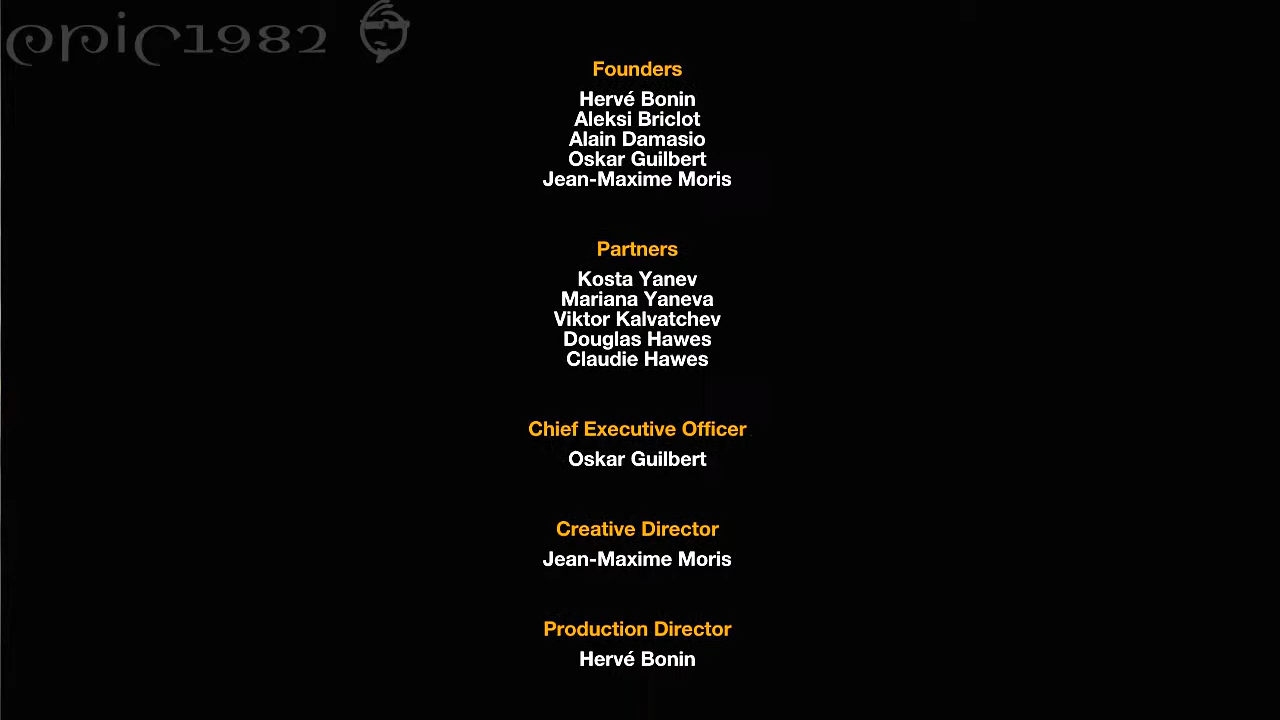 epic1982
Founders
Hervé Bonin
Aleksi Briclot
Alain Damasio
Oskar Guilbert
Jean-Maxime Moris
Partners
Kosta Yanev
Mariana Yaneva
Viktor Kalvatchev
Douglas Hawes
Claudie Hawes
Chief Executive Officer
Oskar Guilbert
Creative Director
Jean-Maxime Moris
Production Director
Hervé Bonin